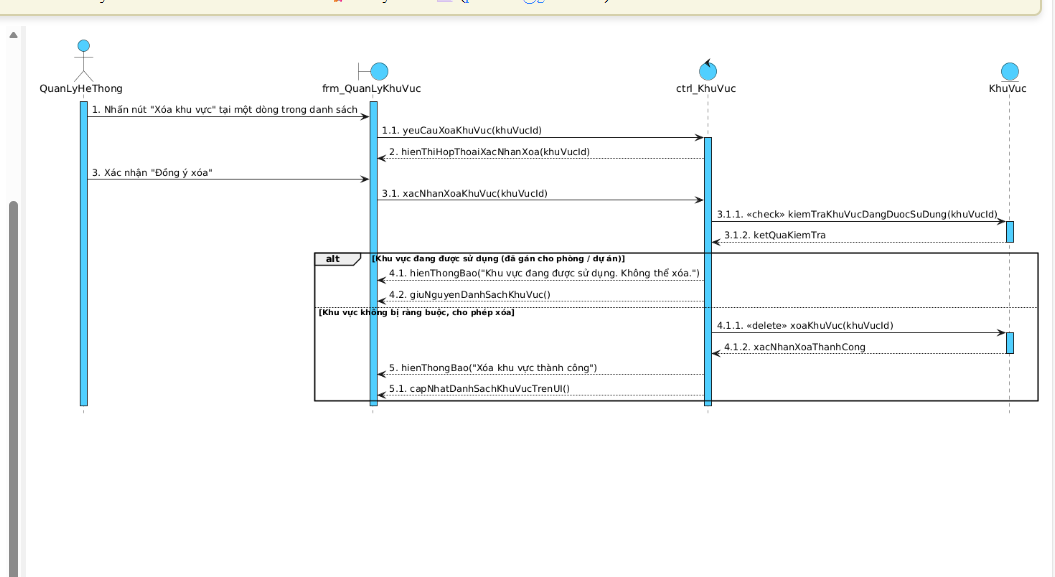 QuanLyHeThong
frm_QuanLyKhuVuc
ctrl_KhuVuc
KhuVuc
1. Nhấn nút "Xóa khu vực" tại một dòng trong danh sách
1.1. yeuCauXoaKhuVuc(khuVucId)
2. hienThiHopThoaiXacNhanXoa(khuVucId)
3. Xác nhận "Đồng ý xóa"
3.1. xacNhanXoaKhuVuc(khuVucId)
3.1.1. «check» kiemTraKhuVucDangDuocSuDung(khuVucId)
3.1.2. ketQuaKiemTra
alt [Khu vực đang được sử dụng (đã gán cho phòng / dự án)]
4.1. hienThongBao("Khu vực đang được sử dụng. Không thể xóa.")
4.2. giuNguyenDanhSachKhuVuc()
[Khu vực không bị ràng buộc, cho phép xóa]
4.1.1. «delete» xoaKhuVuc(khuVucId)
4.1.2. xacNhanXoaThanhCong
5. hienThongBao("Xóa khu vực thành công")
5.1. capNhatDanhSachKhuVucTrenUI()